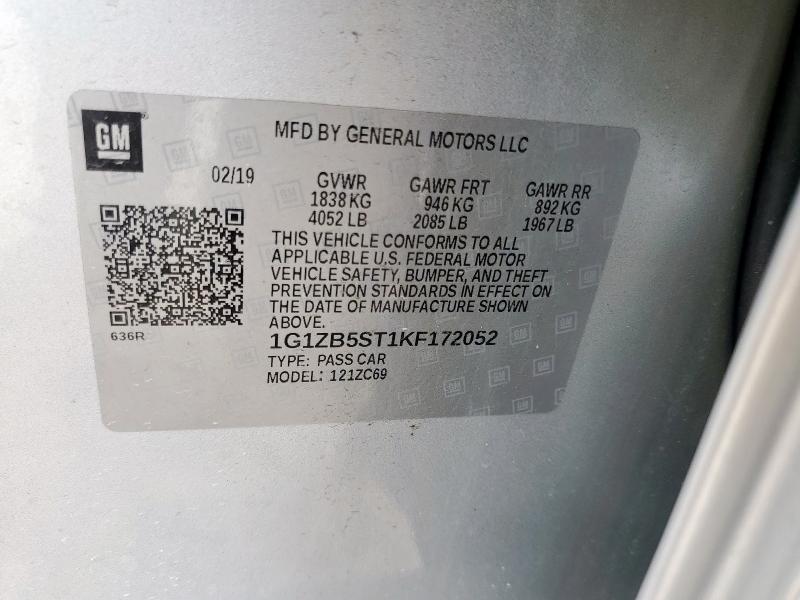 GM
MFD BY GENERAL MOTORS LLC
02/19 GVWR GAWR FRT GAWR RR
1838 KG 946 KG 892 KG
4052 LB 2085 LB 1967 LB
THIS VEHICLE CONFORMS TO ALL
APPLICABLE U.S. FEDERAL MOTOR
VEHICLE SAFETY, BUMPER, AND THEFT
PREVENTION STANDARDS IN EFFECT ON
THE DATE OF MANUFACTURE SHOWN
ABOVE.
636R
1G1ZB5ST1KF172052
TYPE: PASS CAR
MODEL: 121ZC69